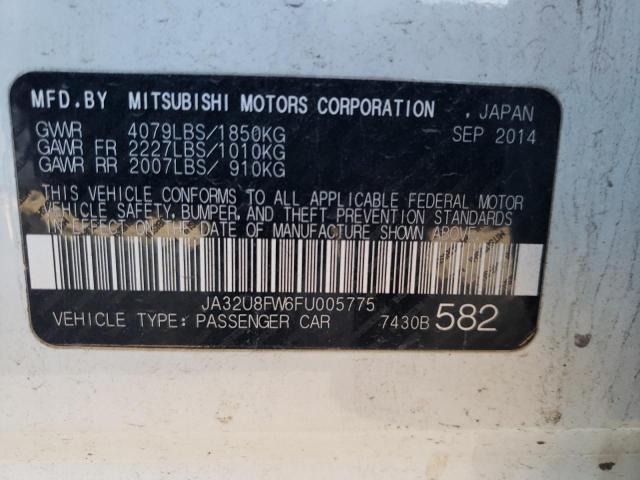 MFD.BY MITSUBISHI MOTORS CORPORATION , JAPAN
GVWR 4079LBS/1850KG SEP 2014
GAWR FR 2227LBS/1010KG
GAWR RR 2007LBS/ 910KG
THIS VEHICLE CONFORMS TO ALL APPLICABLE FEDERAL MOTOR
VEHICLE SAFETY, BUMPER, AND THEFT PREVENTION STANDARDS
IN EFFECT ON THE DATE OF MANUFACTURE SHOWN ABOVE.
JA32U8FW6FU005775
VEHICLE TYPE: PASSENGER CAR 7430B 582